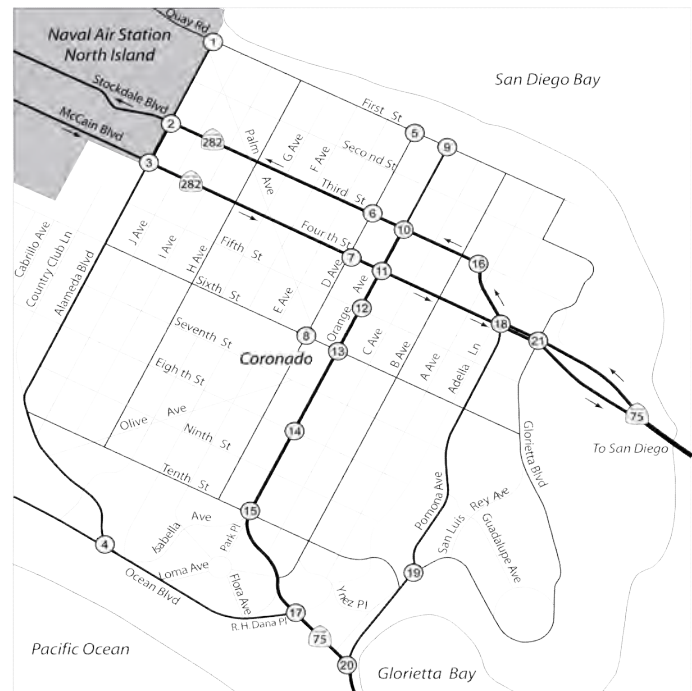 Quay Rd
Naval Air Station
North Island
1
San Diego Bay
Stockdale Blvd
First St
McCain Blvd
2
282
5
9
Palm
Ave
G Ave
F Ave
Second St
3
282
Third St
6
10
Fourth St
16
Cabrillo Ave
Country Club Ln
Alameda Blvd
J Ave
I Ave
H Ave
Fifth St
D Ave
7
11
Sixth St
E Ave
Orange Ave
12
18
21
Seventh St
8
C Ave
B Ave
A Ave
Adella Ln
Coronado
13
Eighth St
75
Olive Ave
14
Ninth St
To San Diego
Glorietta Blvd
Tenth St
Pomona Ave
San Luis Rey Ave
Guadalupe Ave
15
Isabella Ave
Park Pl
4
Loma Ave
19
Ocean Blvd
Flora Ave
Ynez Pl
R.H. Dana Pl
17
75
Pacific Ocean
20
Glorietta Bay